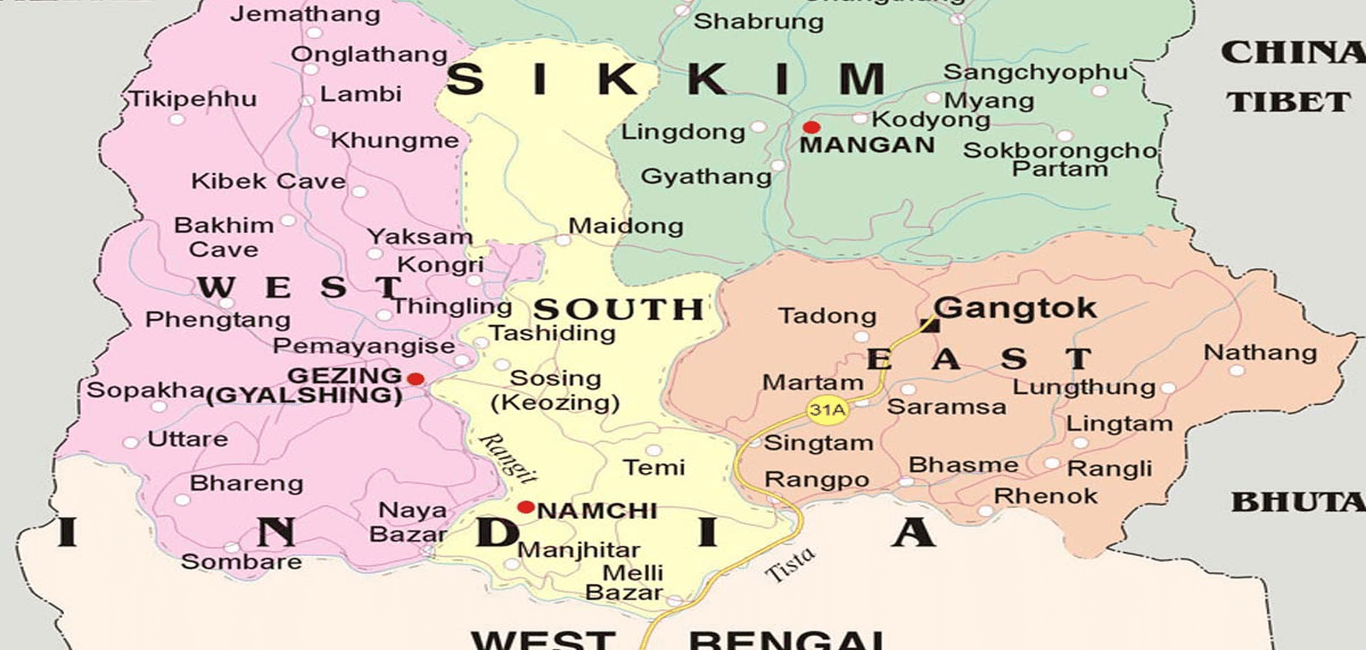 Jemathang
Shabrung
Onglathang
SIKKIM
CHINA
Sangchyophu
Tikipehhu
Lambi
Myang
TIBET
Kodyong
Khungme
Lingdong
MANGAN
Sokborongcho
Partam
Kibek Cave
Gyathang
Bakhim
Cave
Yaksam
Maidong
Kongri
WEST
Thingling
SOUTH
Tadong
Gangtok
Phengtang
Tashiding
Pemayangise
EAST
Nathang
GEZING
(GYALSHING)
Sopakha
Sosing
(Keozing)
Martam
Lungthung
31A
Saramsa
Uttare
Singtam
Lingtam
Rangit
Temi
Rangpo
Bhasme
Rangli
Bhareng
Rhenok
BHUTA
Naya
Bazar
NAMCHI
INDIA
Sombare
Manjhitar
Tista
Melli
Bazar
WEST BENGAL